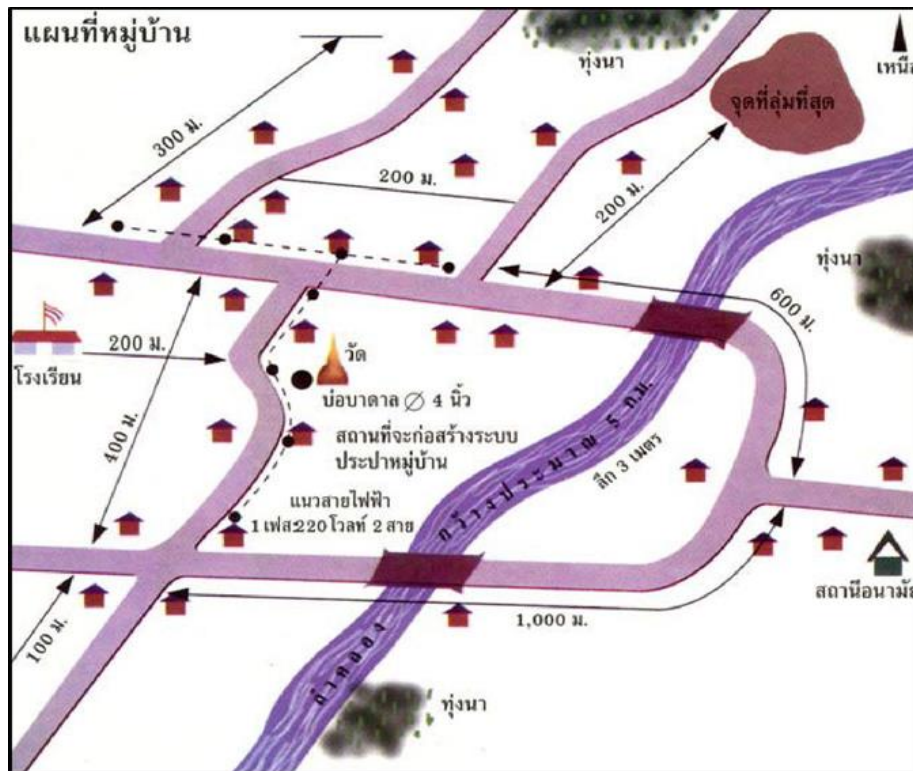 แผนที่หมู่บ้าน
ทุ่งนา
เหนือ
จุดที่ลุ่มที่สุด
300 ม.
200 ม.
200 ม.
ทุ่งนา
600 ม.
โรงเรียน
200 ม.
วัด
บ่อบาดาล ∅ 4 นิ้ว
400 ม.
สถานที่จะก่อสร้างระบบ
ประปาหมู่บ้าน
กว้างประมาณ 5 ก.ม.
ลึก 3 เมตร
แนวสายไฟฟ้า
1 เฟส:220 โวลท์ 2 สาย
สถานีอนามัย
100 ม.
1,000 ม.
ลำคลอง
ทุ่งนา